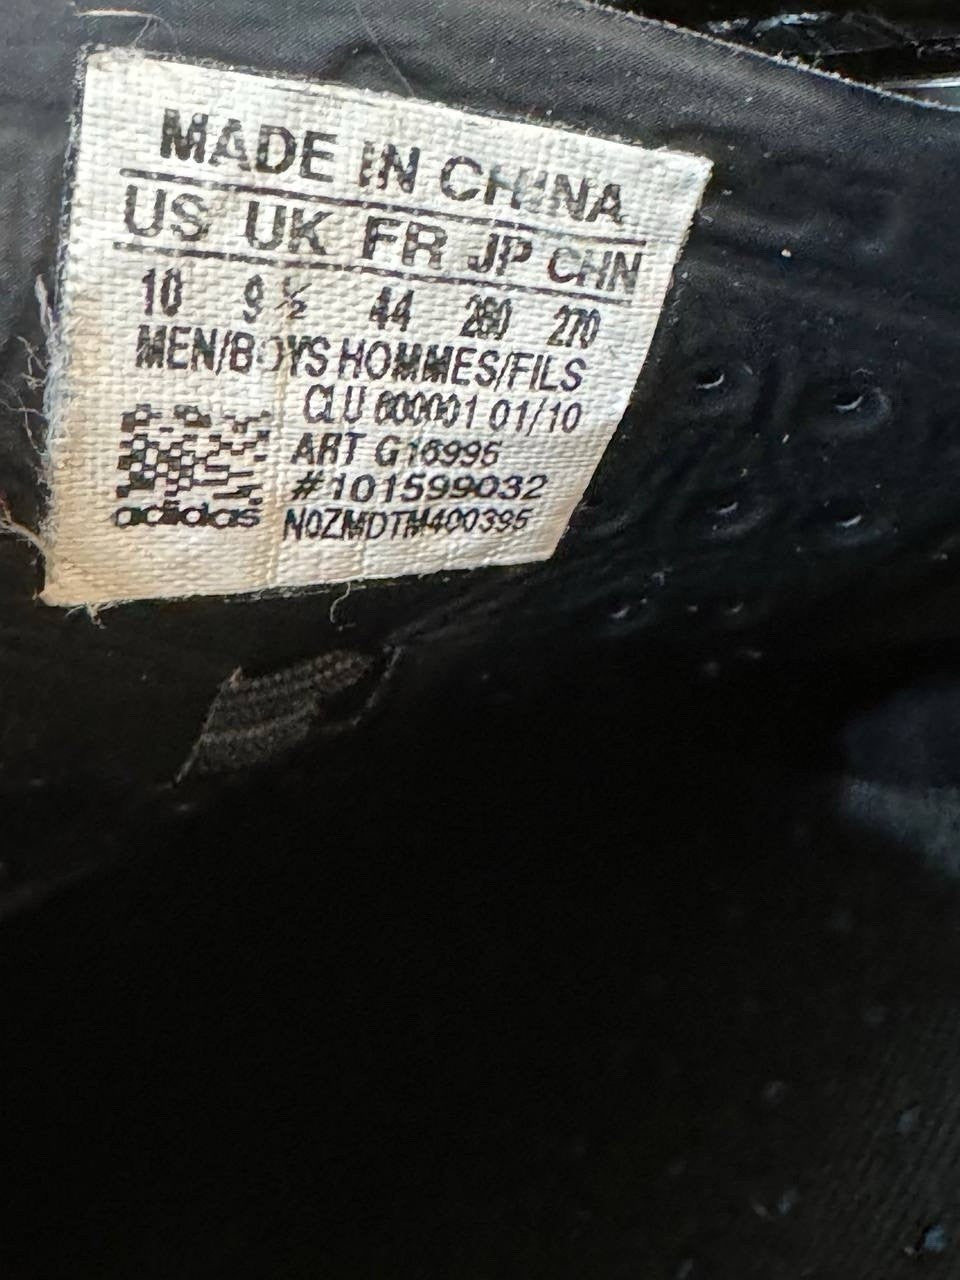 MADE IN CHINA
US UK FR JP CHN
10 9½ 44 280 270
MEN/BOYS HOMMES/FILS
CLU 600001 01/10
ART G16995
#101599032
adidas N0ZMDTM400395